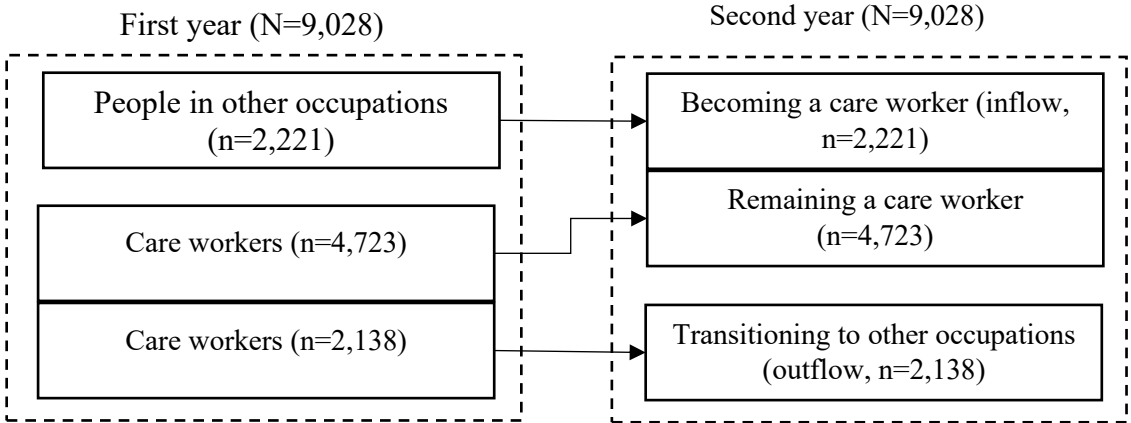 First year (N=9,028)
People in other occupations
(n=2,221)
Care workers (n=4,723)
Care workers (n=2,138)
Second year (N=9,028)
Becoming a care worker (inflow,
n=2,221)
Remaining a care worker
(n=4,723)
Transitioning to other occupations
(outflow, n=2,138)